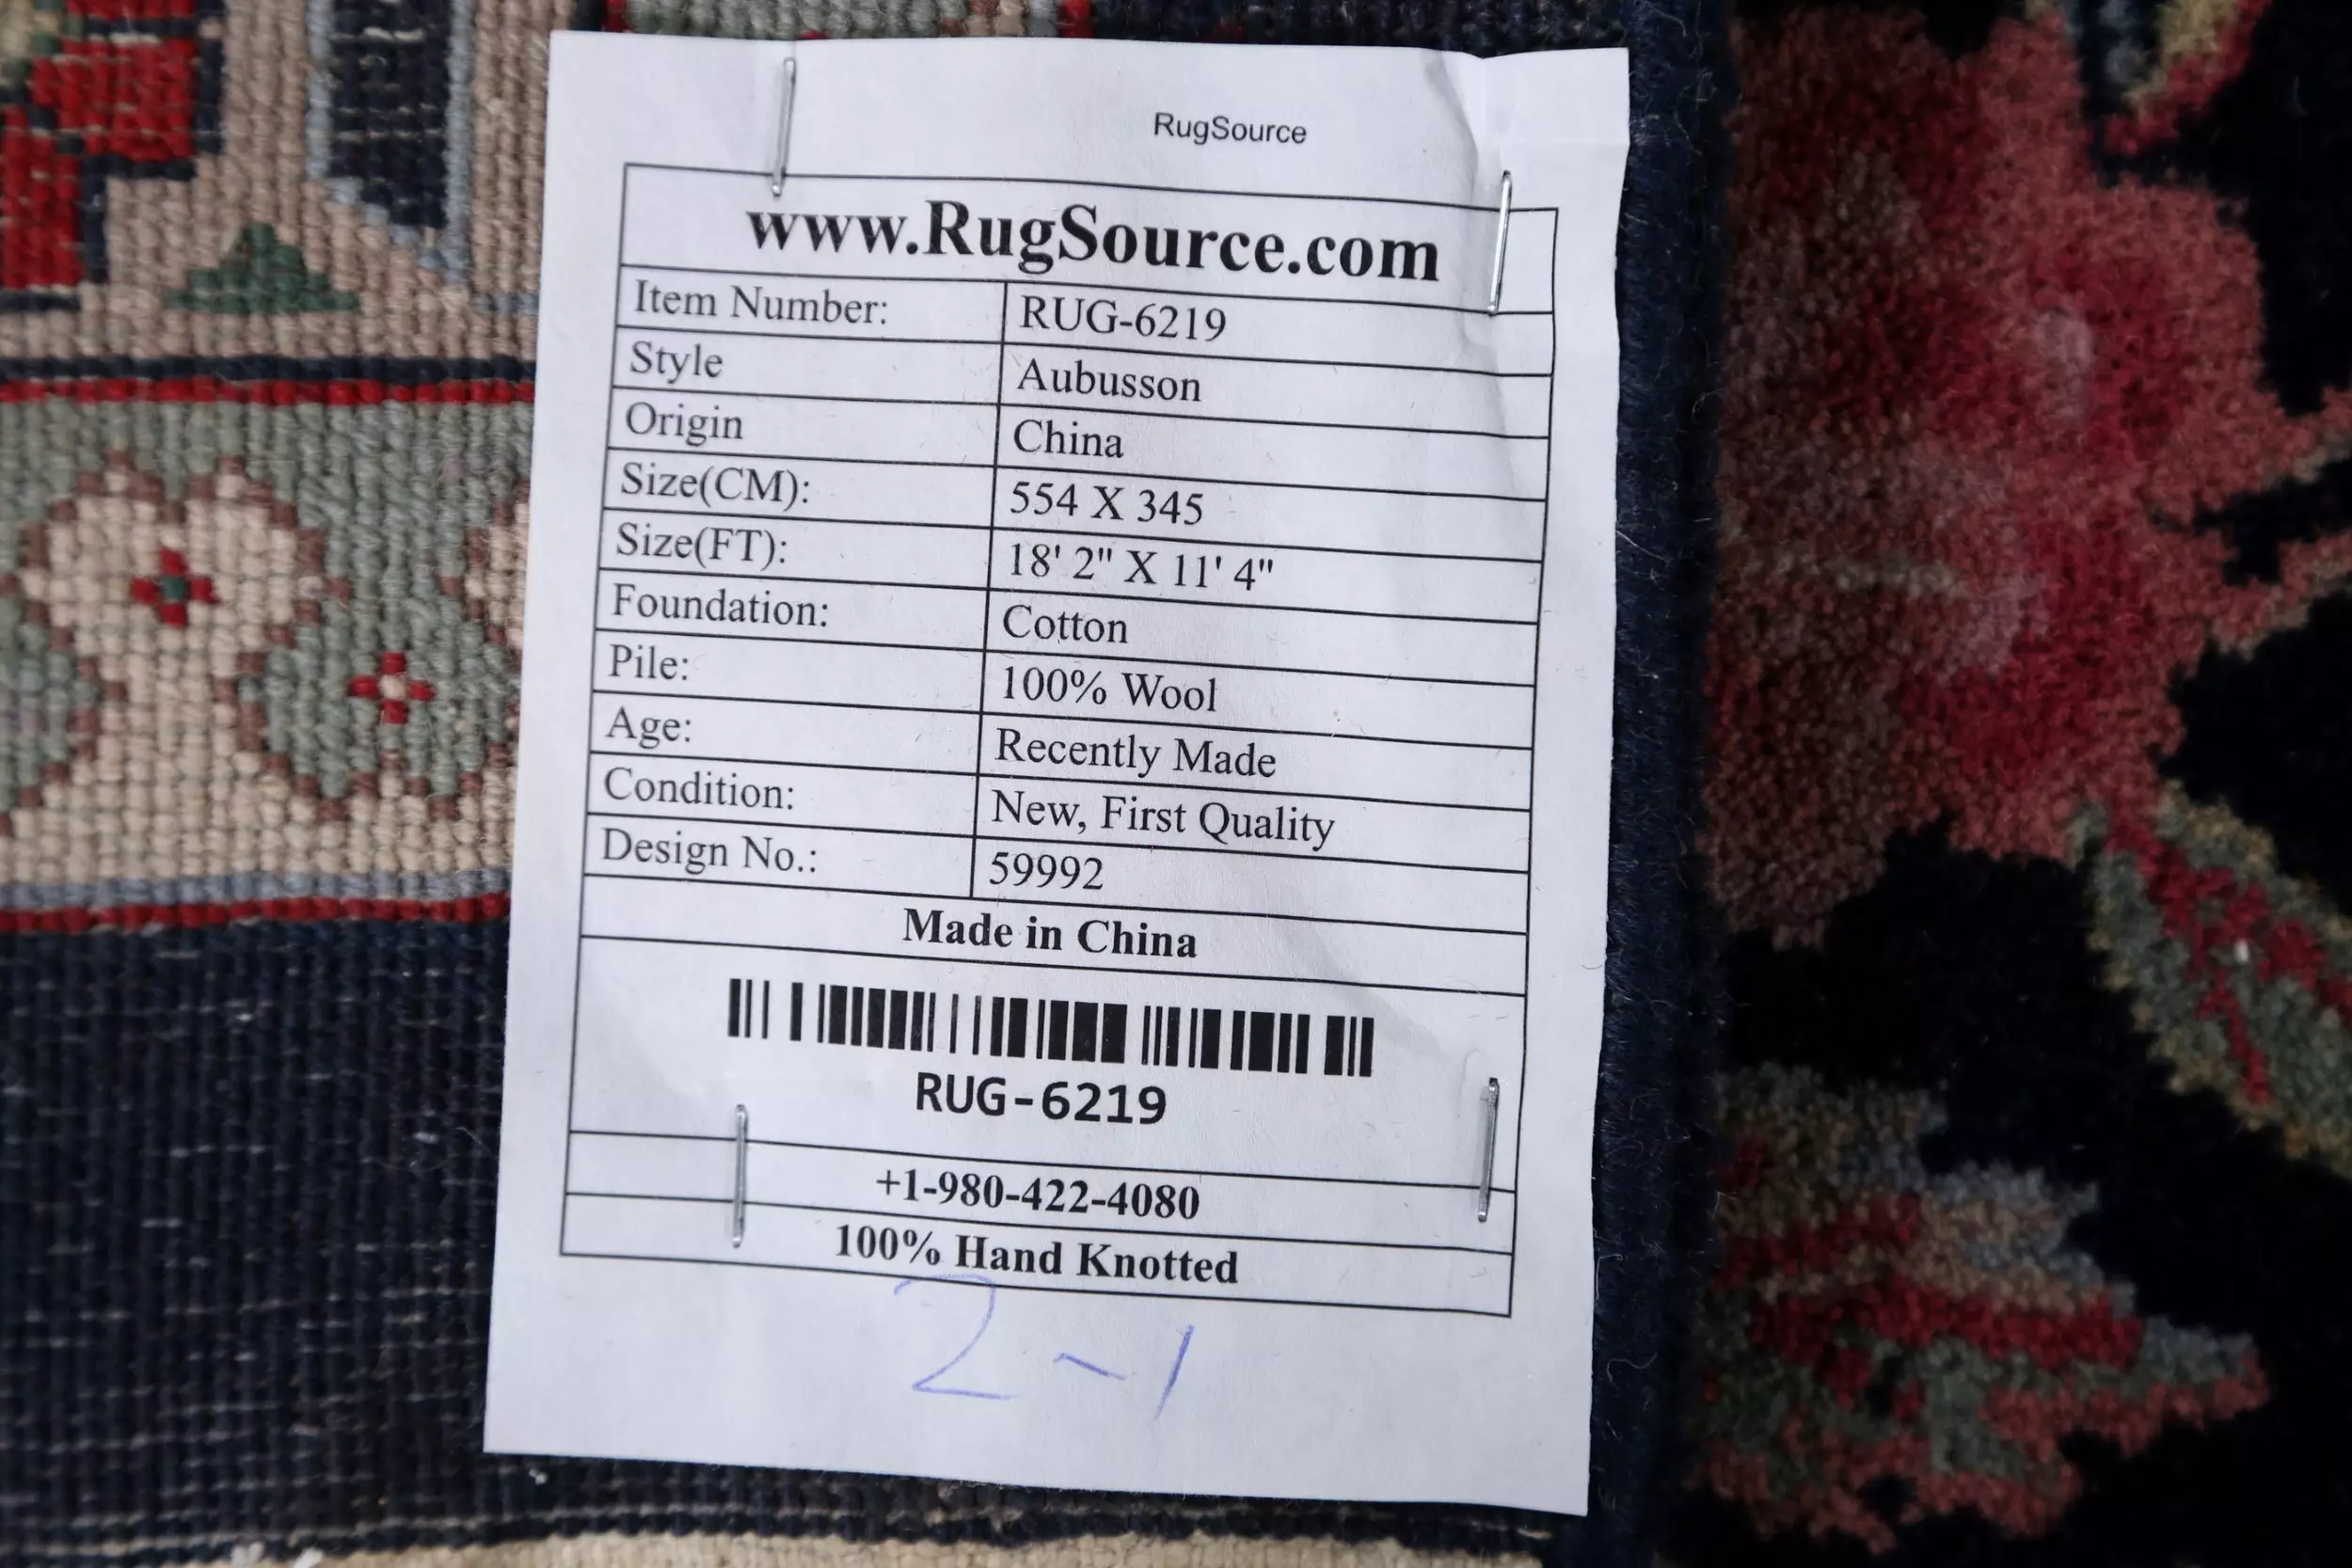 RugSource
www.RugSource.com
Item Number: RUG-6219
Style Aubusson
Origin China
Size(CM): 554 X 345
Size(FT): 18' 2" X 11' 4"
Foundation: Cotton
Pile: 100% Wool
Age: Recently Made
Condition: New, First Quality
Design No.: 59992
Made in China
RUG-6219
+1-980-422-4080
100% Hand Knotted
2-1